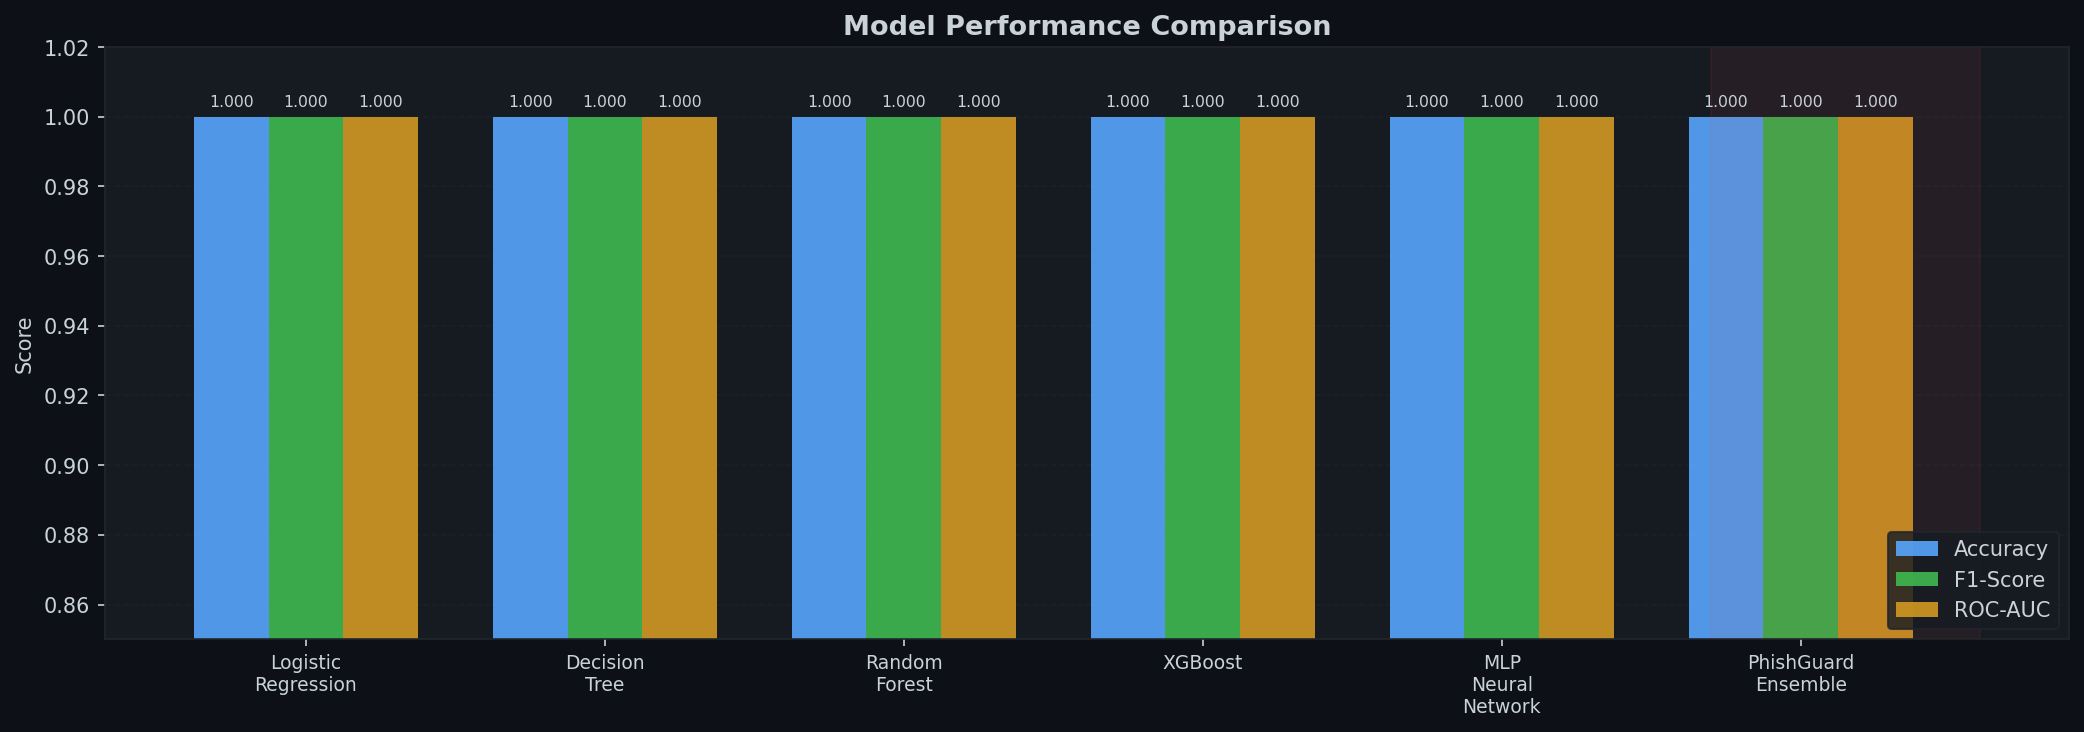 Model Performance Comparison
1.02
1.00
0.98
0.96
0.94
0.92
0.90
0.88
0.86
Score
1.000 1.000 1.000 1.000 1.000 1.000 1.000 1.000 1.000 1.000 1.000 1.000 1.000 1.000 1.000 1.000 1.000 1.000
Logistic
Regression
Decision
Tree
Random
Forest
XGBoost
MLP
Neural
Network
PhishGuard
Ensemble
Accuracy
F1-Score
ROC-AUC